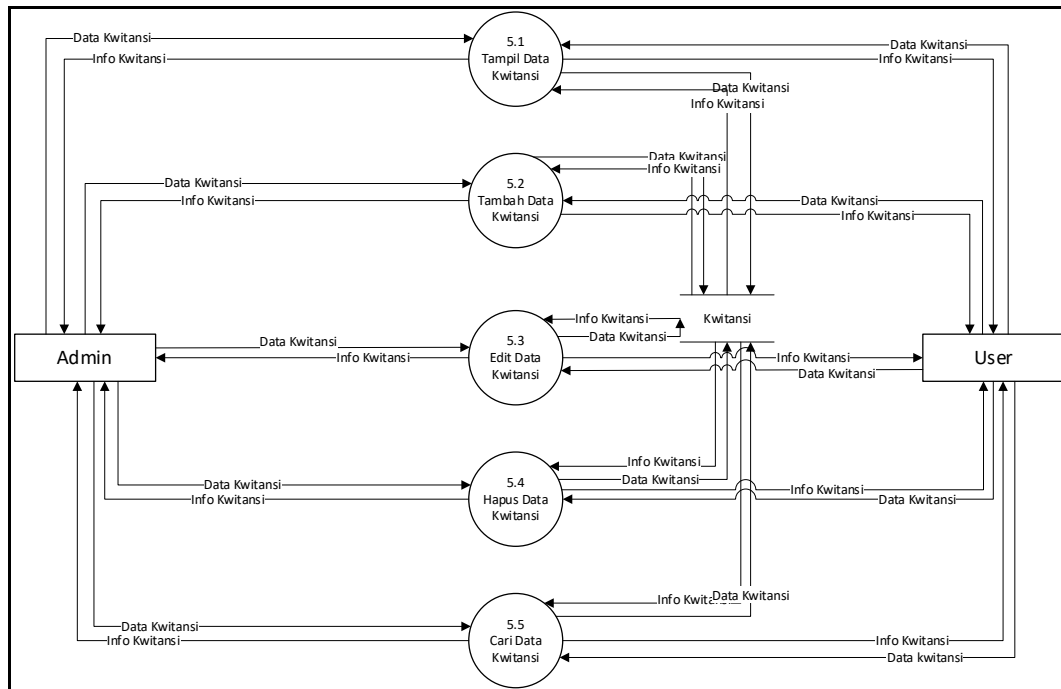 Data Kwitansi
Info Kwitansi
5.1
Tampil Data
Kwitansi
Data Kwitansi
Info Kwitansi
Data Kwitansi
Info Kwitansi
Data Kwitansi
Info Kwitansi
5.2
Tambah Data
Kwitansi
Data Kwitansi
Info Kwitansi
Data Kwitansi
Info Kwitansi
Admin
Data Kwitansi
Info Kwitansi
5.3
Edit Data
Kwitansi
Info Kwitansi
Data Kwitansi
Kwitansi
Info Kwitansi
Data Kwitansi
User
Data Kwitansi
Info Kwitansi
5.4
Hapus Data
Kwitansi
Info Kwitansi
Data Kwitansi
Info Kwitansi
Data Kwitansi
Data Kwitansi
Info Kwitansi
5.5
Cari Data
Kwitansi
Data Kwitansi
Info Kwitansi
Info Kwitansi
Data kwitansi